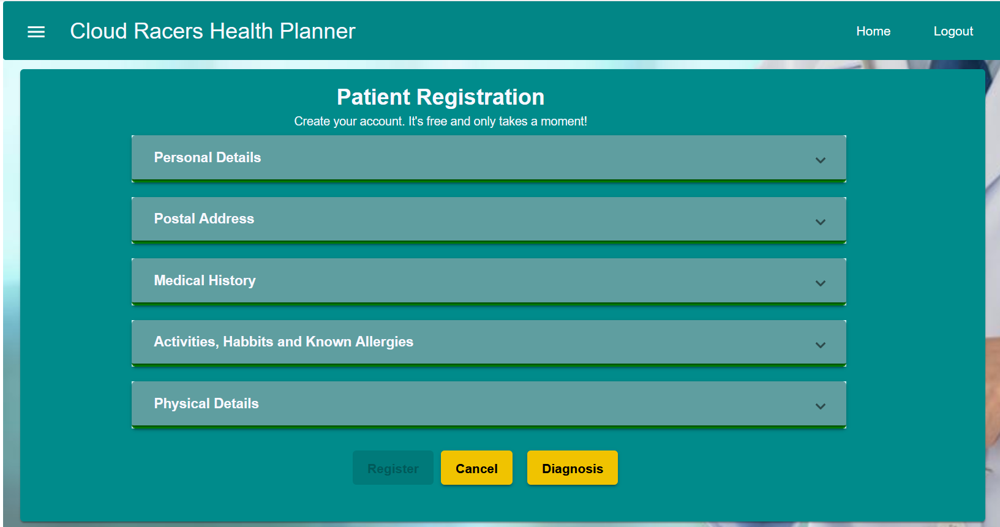 Cloud Racers Health Planner
Home
Logout
Patient Registration
Create your account. It's free and only takes a moment!
Personal Details
Postal Address
Medical History
Activities, Habbits and Known Allergies
Physical Details
Register
Cancel
Diagnosis